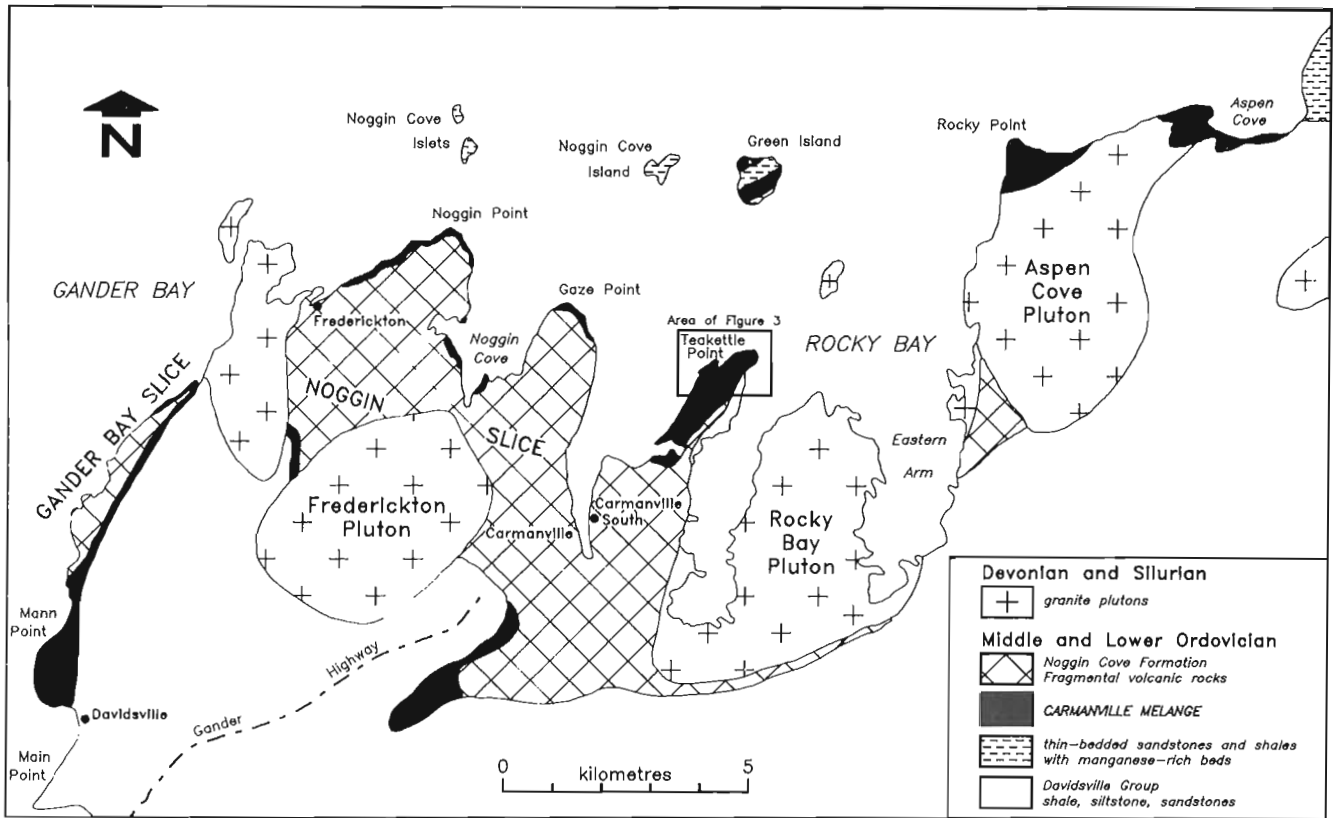 N
Noggin Cove
Islets
Noggin Cove
Island
Green Island
Rocky Point
Aspen
Cove
Noggin Point
GANDER BAY
Gaze Point
Area of Figure 3
Teakettle
Point
ROCKY BAY
Aspen
Cove
Pluton
Frederickton
Noggin
Cove
NOGGIN
SLICE
GANDER BAY SLICE
Eastern
Arm
Frederickton
Pluton
Carmanville
South
Carmanville
Rocky
Bay
Pluton
Mann
Point
Highway
Gander
Davidsville
Main
Point
0 5
kilometres
Devonian and Silurian
granite plutons
Middle and Lower Ordovician
Noggin Cove Formation
Fragmental volcanic rocks
CARMANVILLE MELANGE
thin-bedded sandstones and shales
with manganese-rich beds
Davidsville Group
shale, siltstone, sandstones